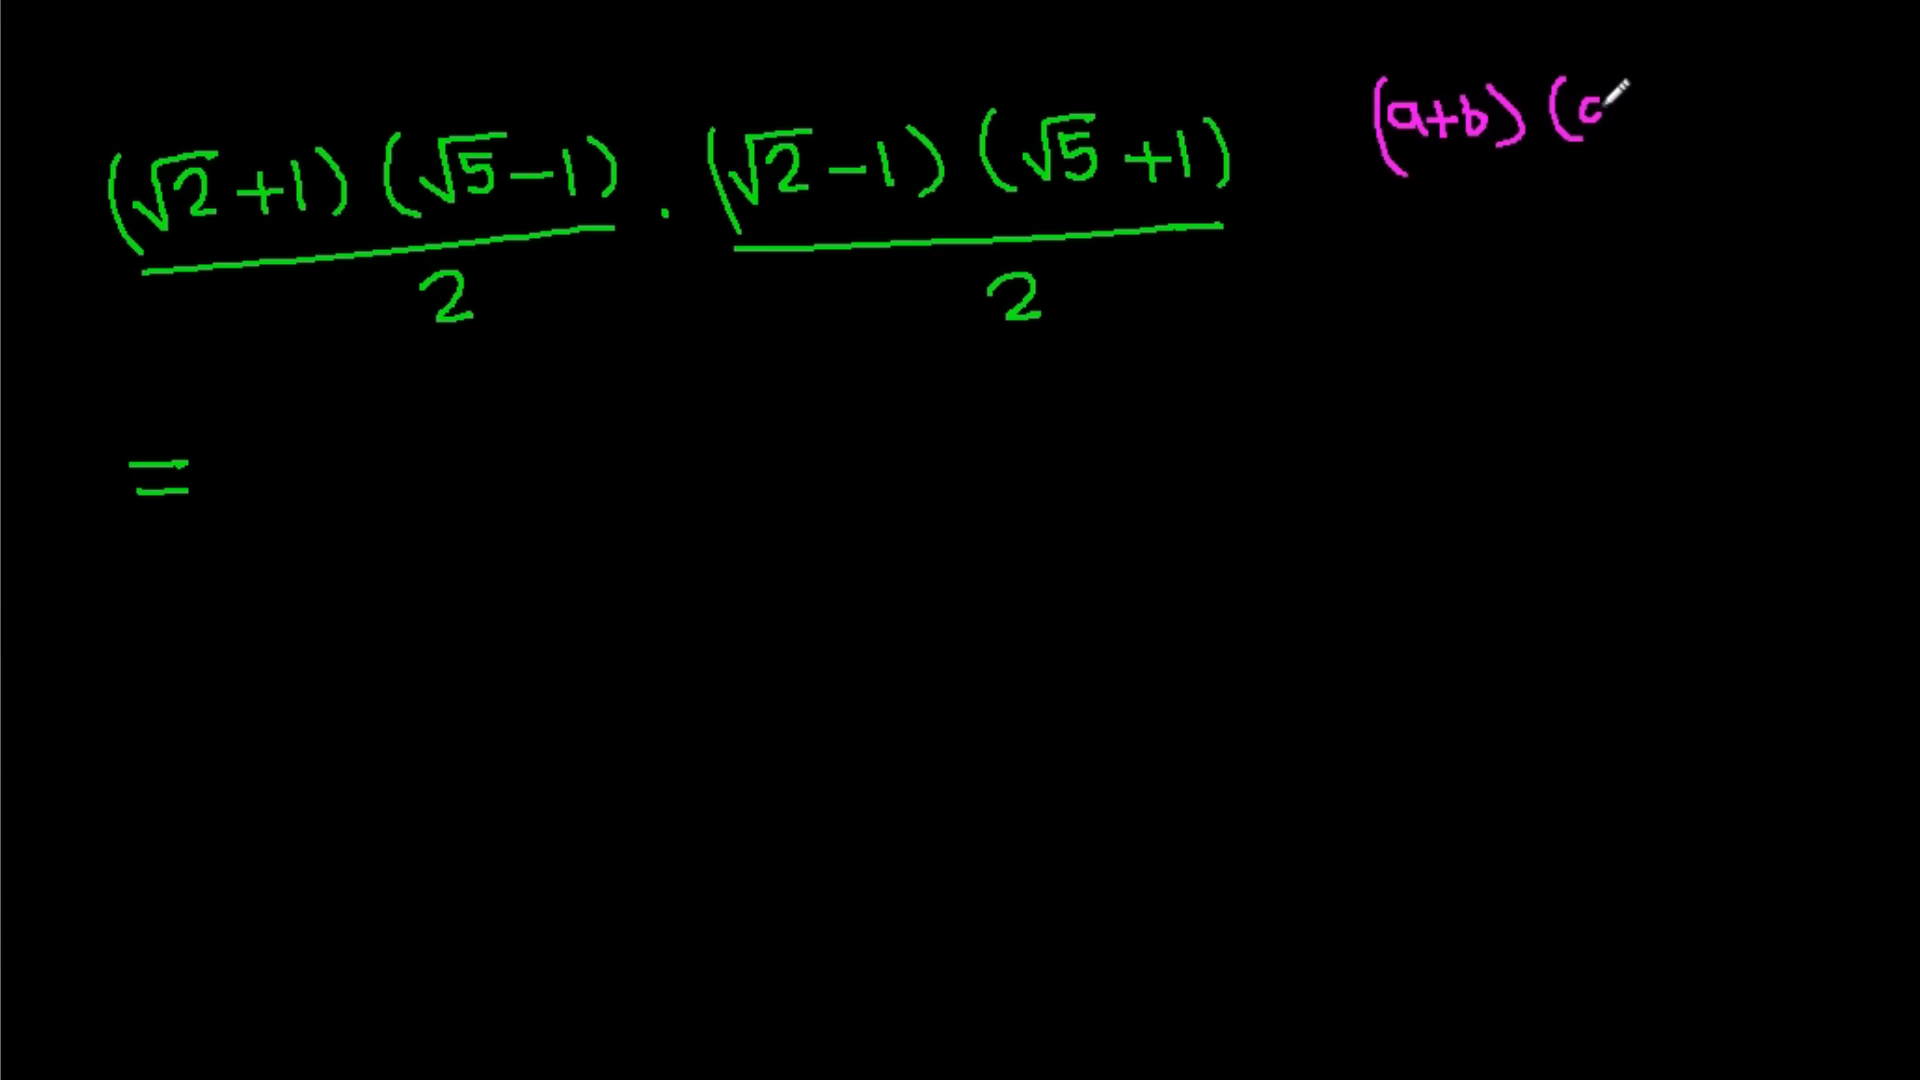 (√2+1)(√5-1)/2 · (√2-1)(√5+1)/2
(a+b)(
=